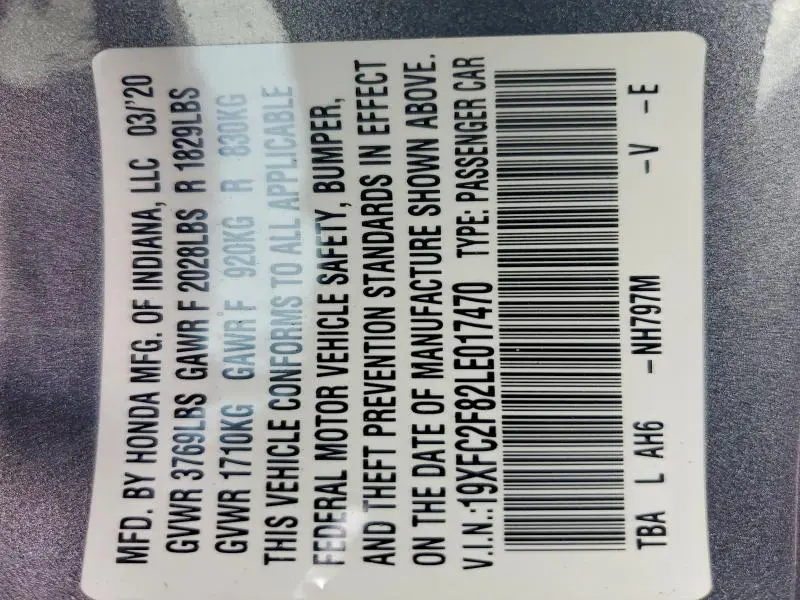 MFD. BY HONDA MFG. OF INDIANA, LLC 03/'20
GVWR 3769LBS GAWR F 2028LBS R 1829LBS
GVWR 1710KG GAWR F 920KG R 830KG
THIS VEHICLE CONFORMS TO ALL APPLICABLE
FEDERAL MOTOR VEHICLE SAFETY, BUMPER,
AND THEFT PREVENTION STANDARDS IN EFFECT
ON THE DATE OF MANUFACTURE SHOWN ABOVE.
V.I.N.:19XFC2F82LE017470 TYPE: PASSENGER CAR
TBA L AH6 -NH797M -V -E